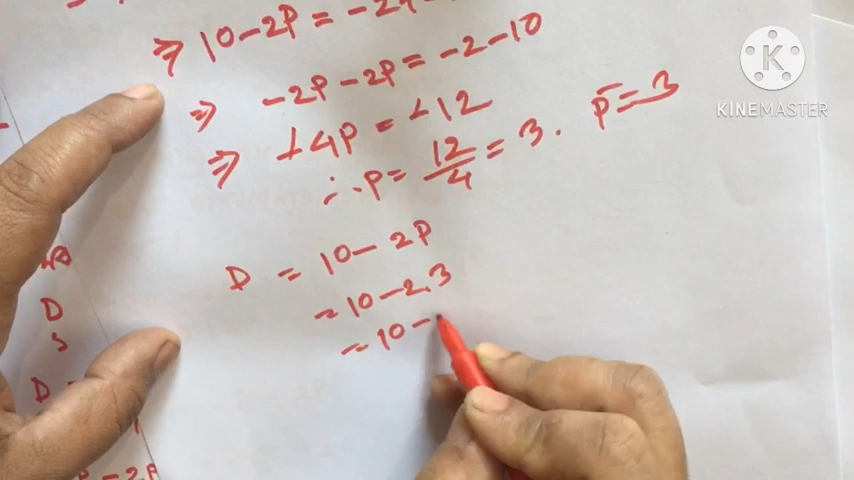 ⇒ 10-2P = -2
⇒ -2P-2P = -2-10
⇒ -4P = -12
∴ P = 12/4 = 3. P̄ = 3
D = 10-2P
= 10-2.3
= 10-
D
S
D
-2P
K
KINEMASTER